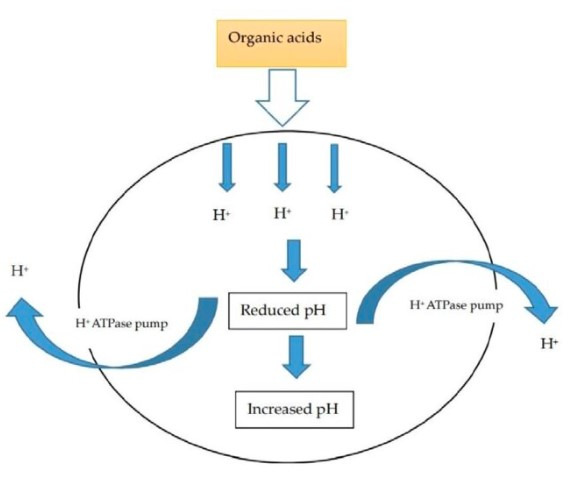 Organic acids
H⁺ H⁺ H⁺
H⁺
Reduced pH
H⁺ ATPase pump
H⁺ ATPase pump
H⁺
Increased pH